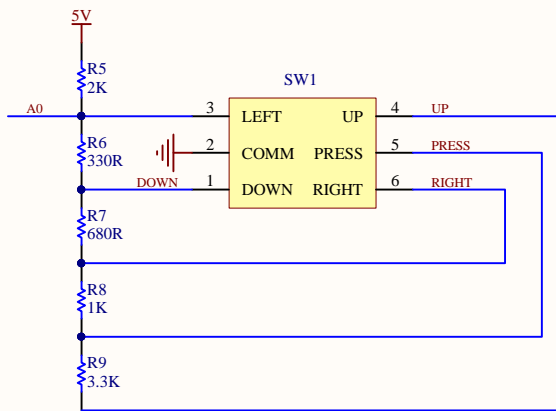 5V
R5
2K
SW1
A0
3 LEFT UP 4 UP
R6
330R
2 COMM PRESS 5 PRESS
DOWN 1 DOWN RIGHT 6 RIGHT
R7
680R
R8
1K
R9
3.3K